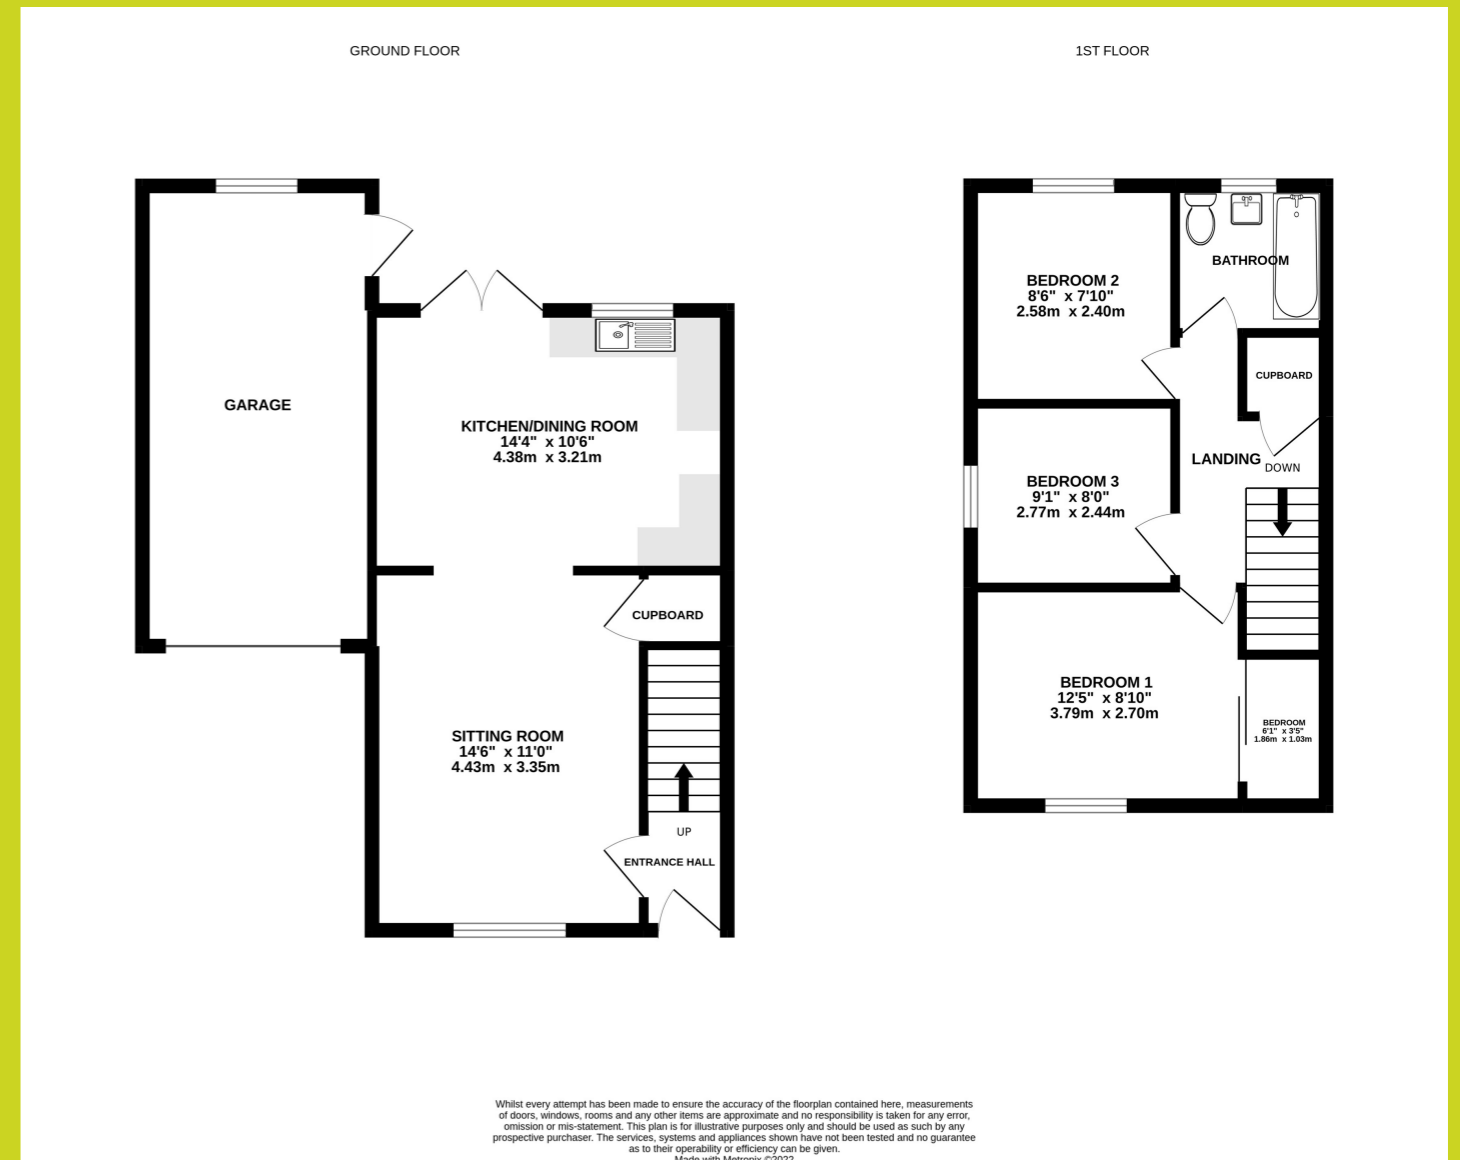 GROUND FLOOR
1ST FLOOR
GARAGE
KITCHEN/DINING ROOM
14'4" x 10'6"
4.38m x 3.21m
CUPBOARD
SITTING ROOM
14'6" x 11'0"
4.43m x 3.35m
UP
ENTRANCE HALL
BEDROOM 2
8'6" x 7'10"
2.58m x 2.40m
BATHROOM
CUPBOARD
LANDING
DOWN
BEDROOM 3
9'1" x 8'0"
2.77m x 2.44m
BEDROOM 1
12'5" x 8'10"
3.79m x 2.70m
BEDROOM
6'1" x 3'5"
1.86m x 1.03m
Whilst every attempt has been made to ensure the accuracy of the floorplan contained here, measurements
of doors, windows, rooms and any other items are approximate and no responsibility is taken for any error,
omission or mis-statement. This plan is for illustrative purposes only and should be used as such by any
prospective purchaser. The services, systems and appliances shown have not been tested and no guarantee
as to their operability or efficiency can be given.
Made with Metropix ©2022